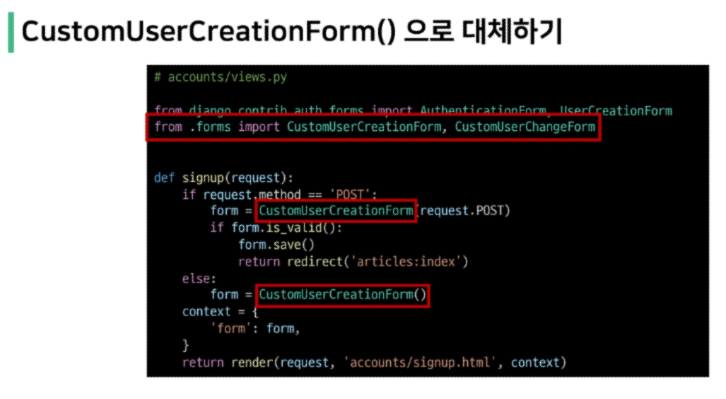 CustomUserCreationForm() 으로 대체하기
# accounts/views.py
from django.contrib.auth.forms import AuthenticationForm, UserCreationForm
from .forms import CustomUserCreationForm, CustomUserChangeForm
def signup(request):
    if request.method == 'POST':
        form = CustomUserCreationForm(request.POST)
        if form.is_valid():
            form.save()
            return redirect('articles:index')
    else:
        form = CustomUserCreationForm()
    context = {
        'form': form,
    }
    return render(request, 'accounts/signup.html', context)